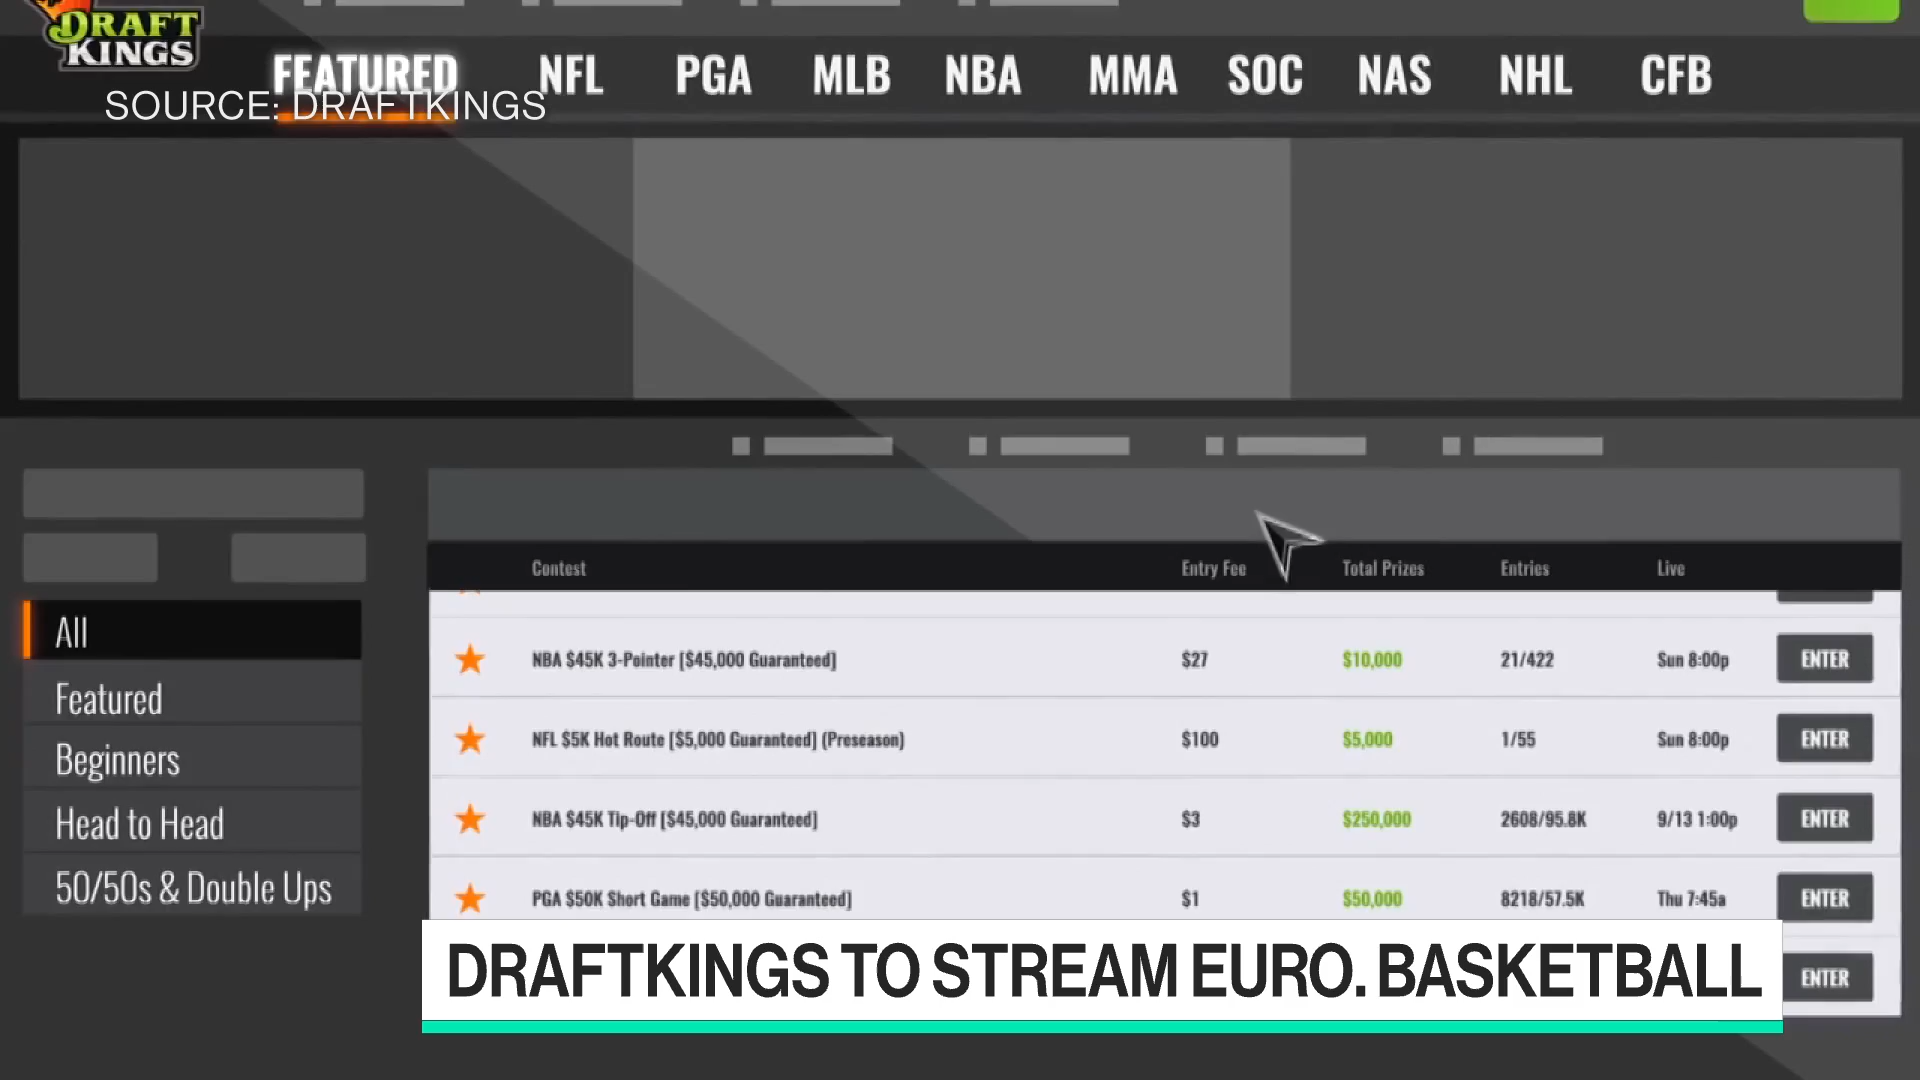 DRAFT
KINGS
FEATURED NFL PGA MLB NBA MMA SOC NAS NHL CFB
SOURCE: DRAFTKINGS
Contest Entry Fee Total Prizes Entries Live
All
NBA $45K 3-Pointer [$45,000 Guaranteed] $27 $10,000 21/422 Sun 8:00p ENTER
Featured
NFL $5K Hot Route [$5,000 Guaranteed] (Preseason) $100 $5,000 1/55 Sun 8:00p ENTER
Beginners
NBA $45K Tip-Off [$45,000 Guaranteed] $3 $250,000 2608/95.8K 9/13 1:00p ENTER
Head to Head
PGA $50K Short Game [$50,000 Guaranteed] $1 $50,000 8218/57.5K Thu 7:45a ENTER
50/50s & Double Ups
DRAFTKINGS TO STREAM EURO. BASKETBALL
ENTER